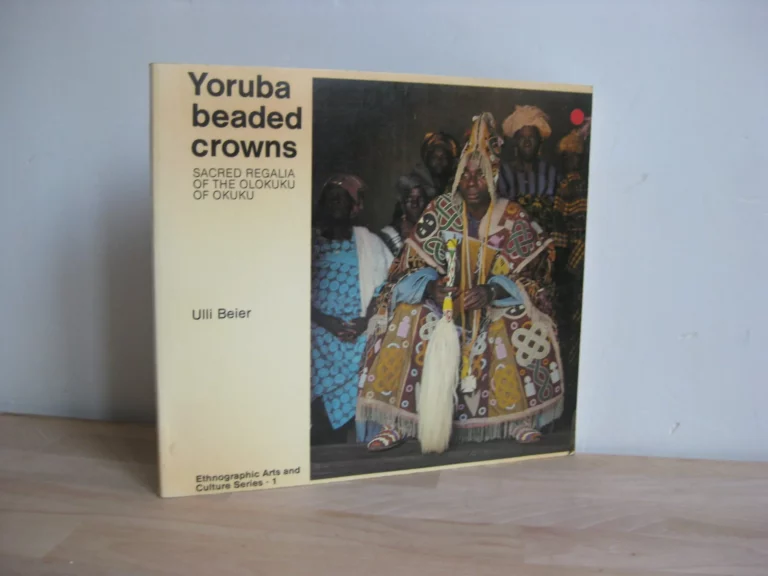 Yoruba
beaded
crowns
SACRED REGALIA
OF THE OLOKUKU
OF OKUKU
Ulli Beier
Ethnographic Arts and
Culture Series - 1